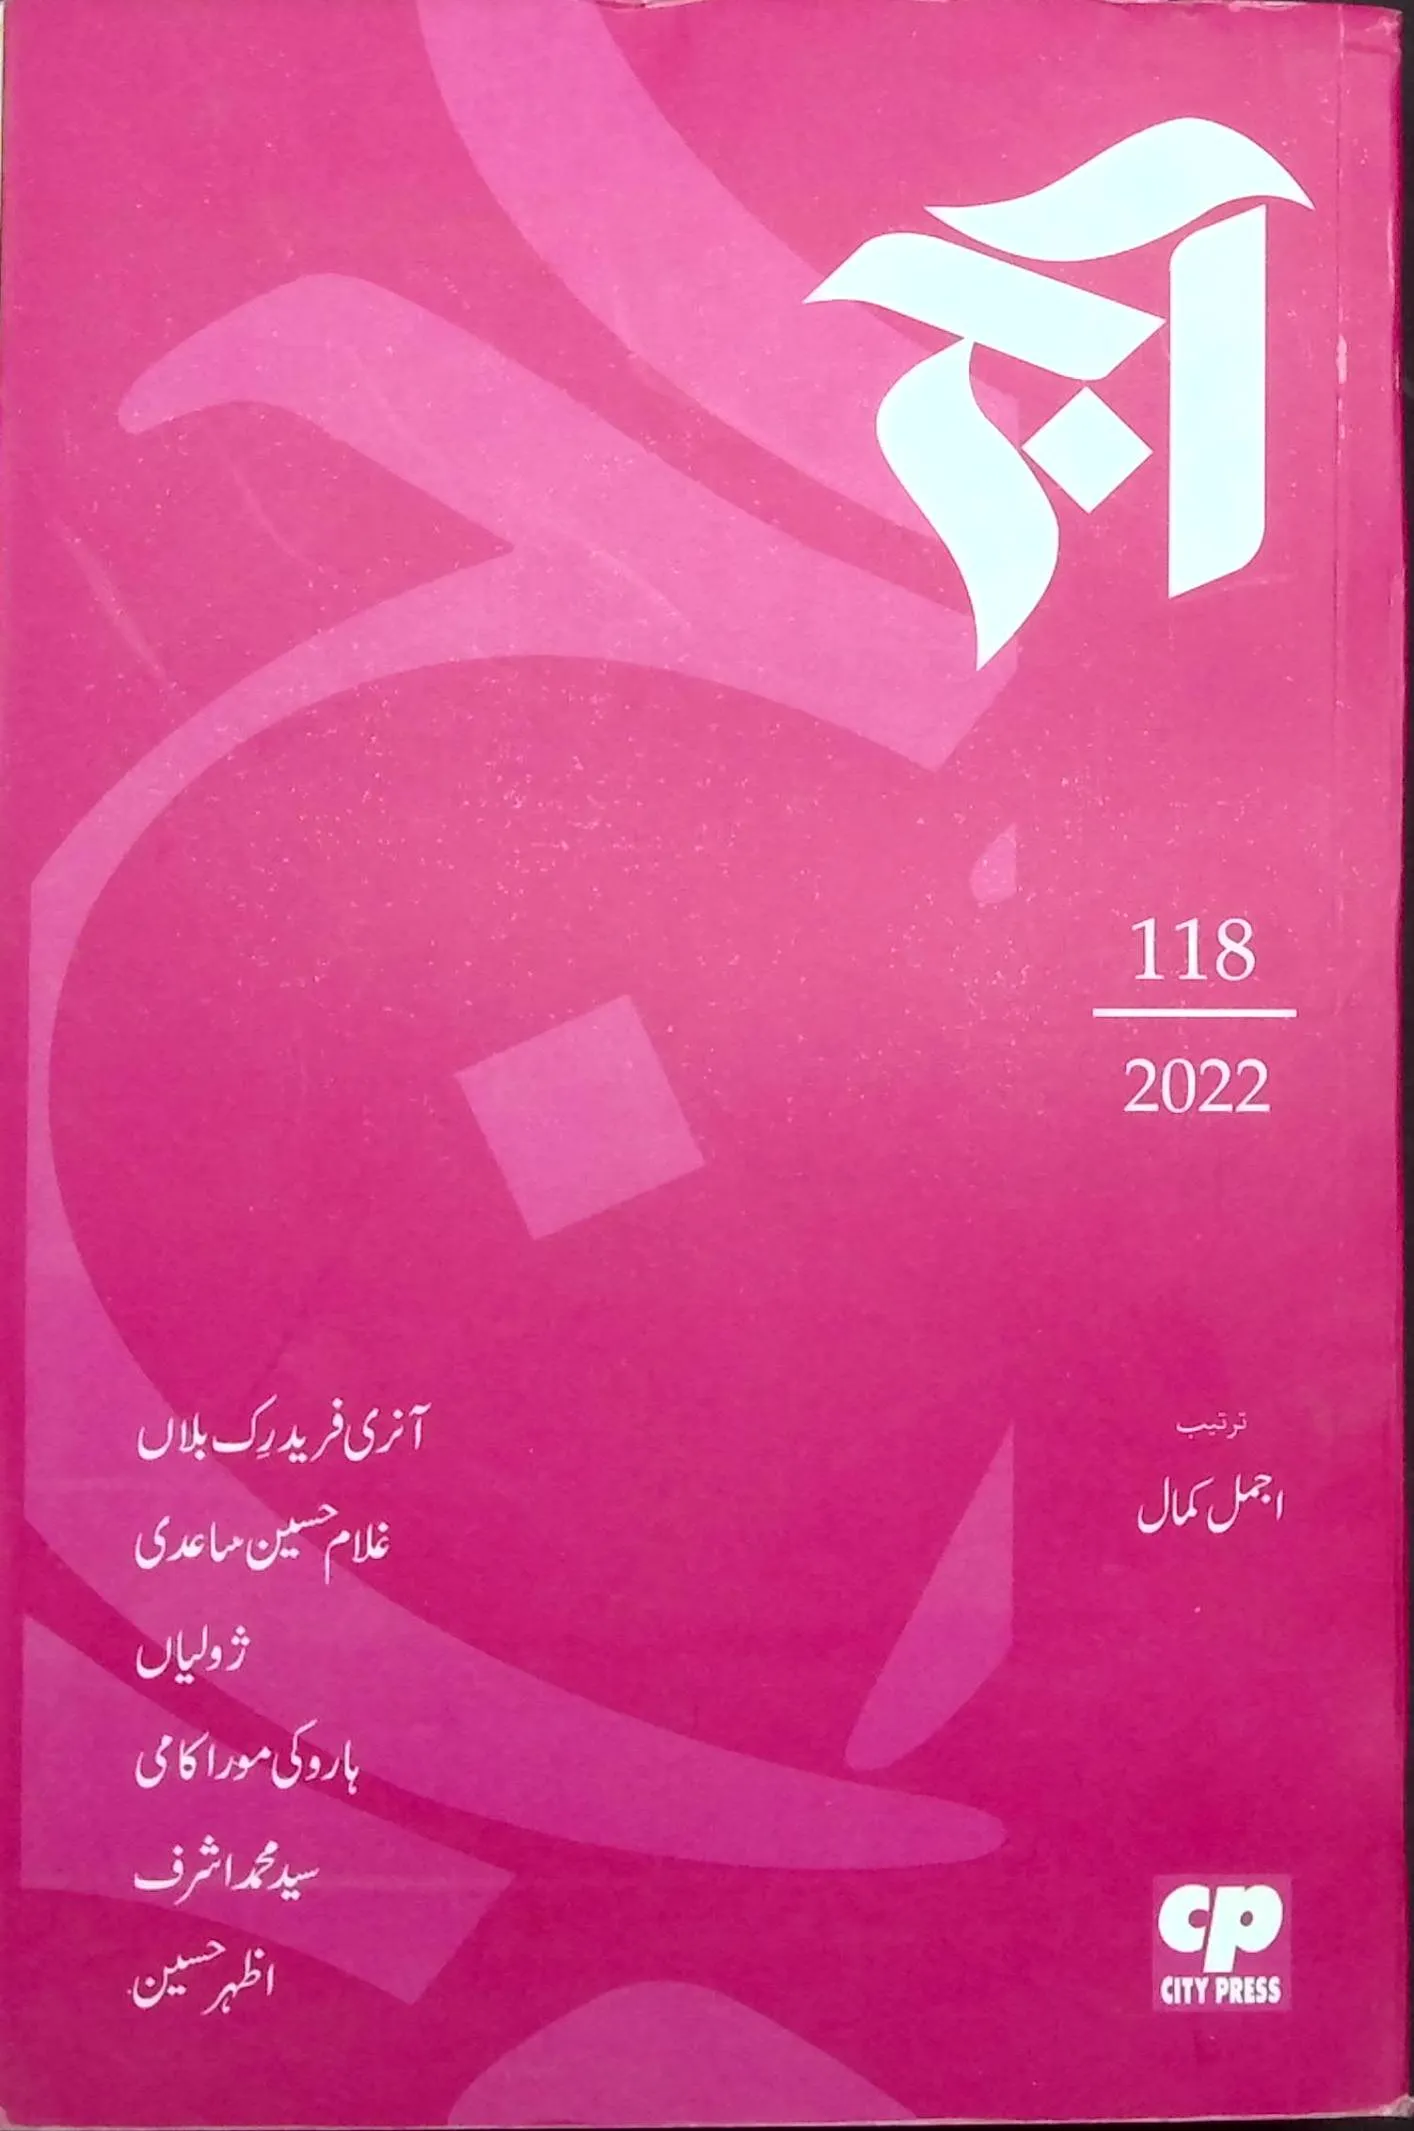 آج
118
2022
ترتیب
اجمل کمال
آنری فریدرِک بلاں
غلام حسین ساعدی
ژولیاں
ہاروکی موراکامی
سید محمد اشرف
اظہر حسین
cp
CITY PRESS